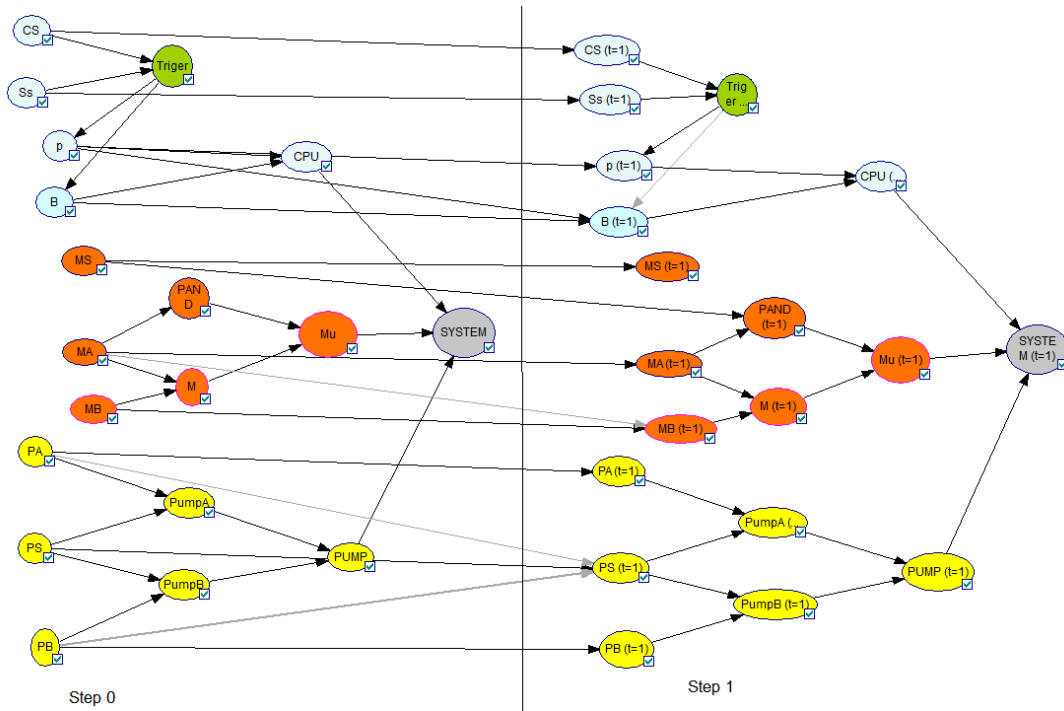 CS
Triger
Ss
p
CPU
B
MS
PAN
D
Mu
SYSTEM
MA
M
MB
PA
PumpA
PS
PUMP
PumpB
PB
Step 0
CS (t=1)
Trig
er ...
Ss (t=1)
p (t=1)
CPU (...
B (t=1)
MS (t=1)
PAND
(t=1)
SYSTE
M (t=1)
Mu (t=1)
MA (t=1)
M (t=1)
MB (t=1)
PA (t=1)
PumpA (...
PS (t=1)
PUMP (t=1)
PumpB (t=1)
PB (t=1)
Step 1